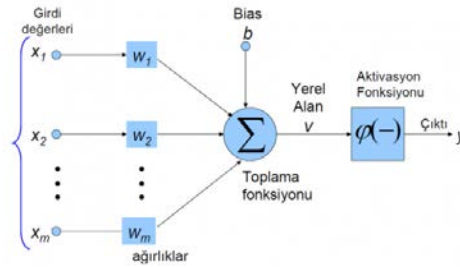 Girdi
değerleri
Bias
b
x1
w1
Yerel
Alan
v
Aktivasyon
Fonksiyonu
x2
w2
Σ
φ(−)
Çıktı
y
Toplama
fonksiyonu
xm
wm
ağırlıklar